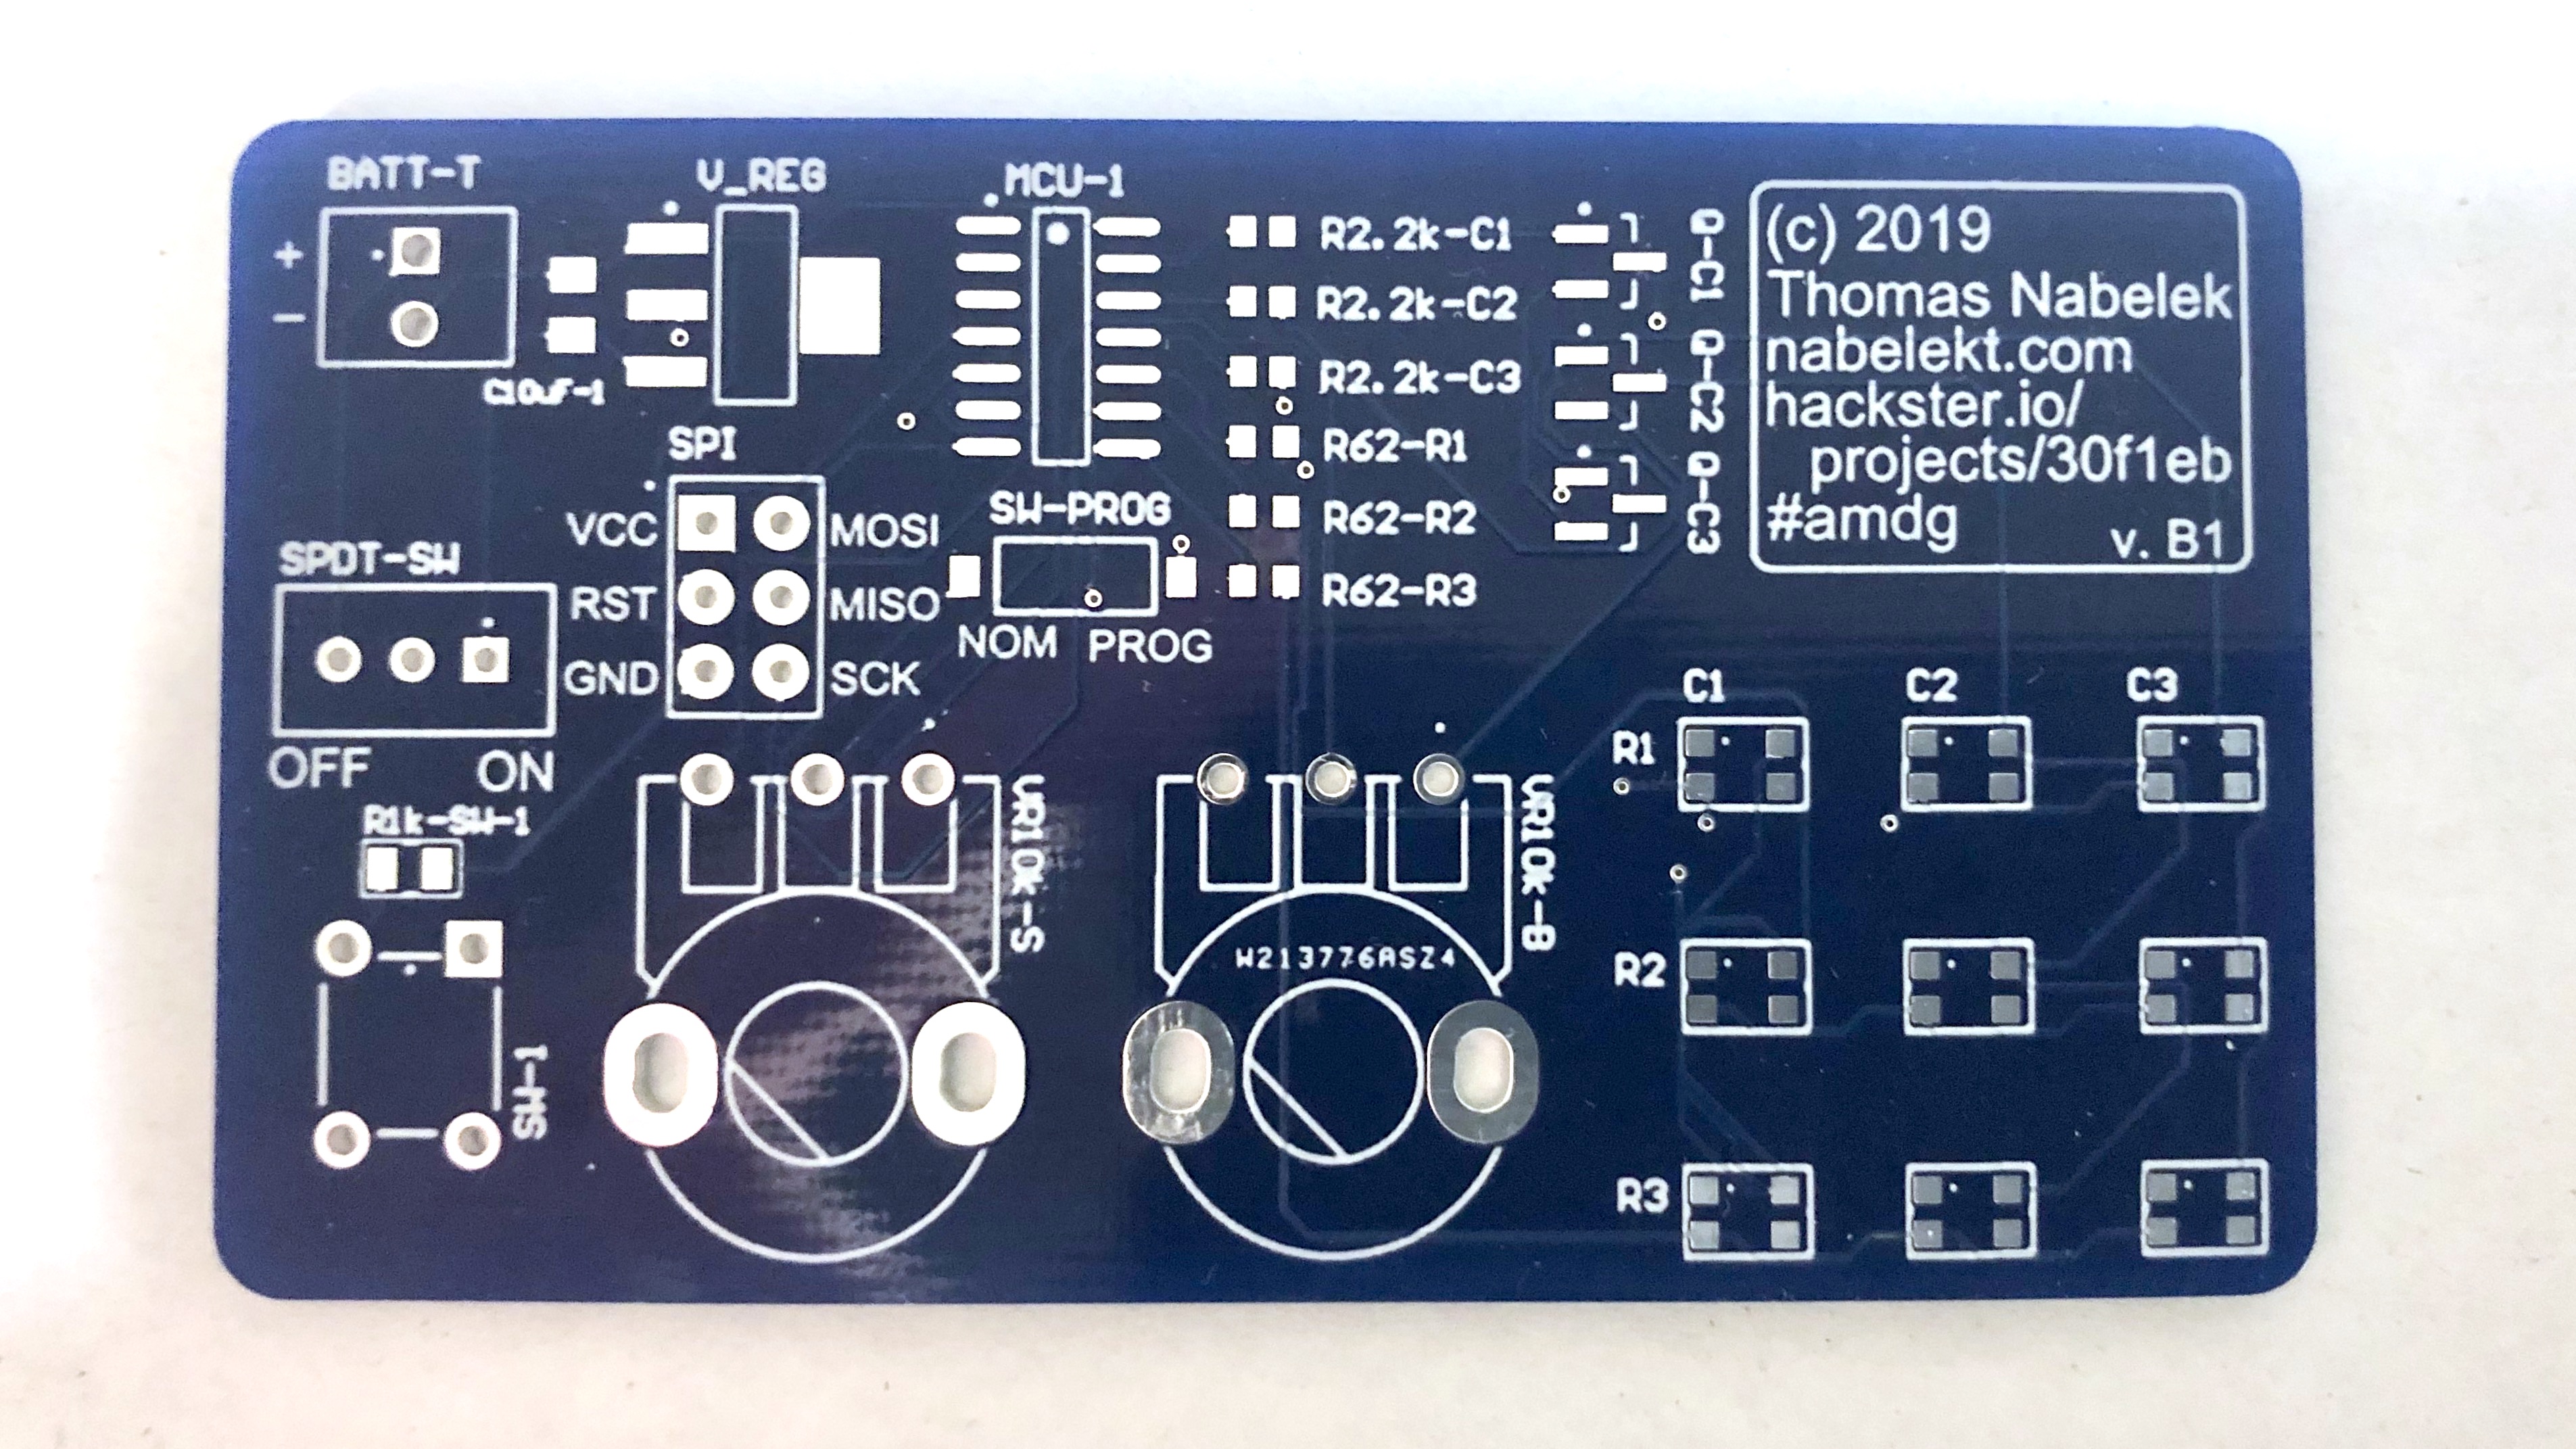 BATT-T
V_REG
MCU-1
+
−
C10uF-1
R2.2k-C1
R2.2k-C2
R2.2k-C3
R62-R1
R62-R2
R62-R3
Q-C1
Q-C2
Q-C3
(c) 2019
Thomas Nabelek
nabelekt.com
hackster.io/
projects/30f1eb
#amdg
v. B1
SPI
VCC MOSI
RST MISO
GND SCK
SW-PROG
NOM PROG
SPDT-SW
OFF ON
R1k-SW-1
SW-1
VR10k-S
VR10k-B
W213776ASZ4
C1 C2 C3
R1
R2
R3